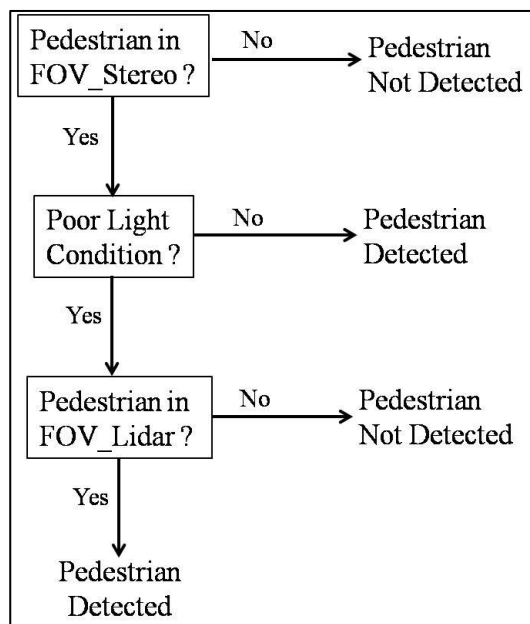 Pedestrian in
FOV_Stereo ?
No
Pedestrian
Not Detected
Yes
Poor Light
Condition ?
No
Pedestrian
Detected
Yes
Pedestrian in
FOV_Lidar ?
No
Pedestrian
Not Detected
Yes
Pedestrian
Detected